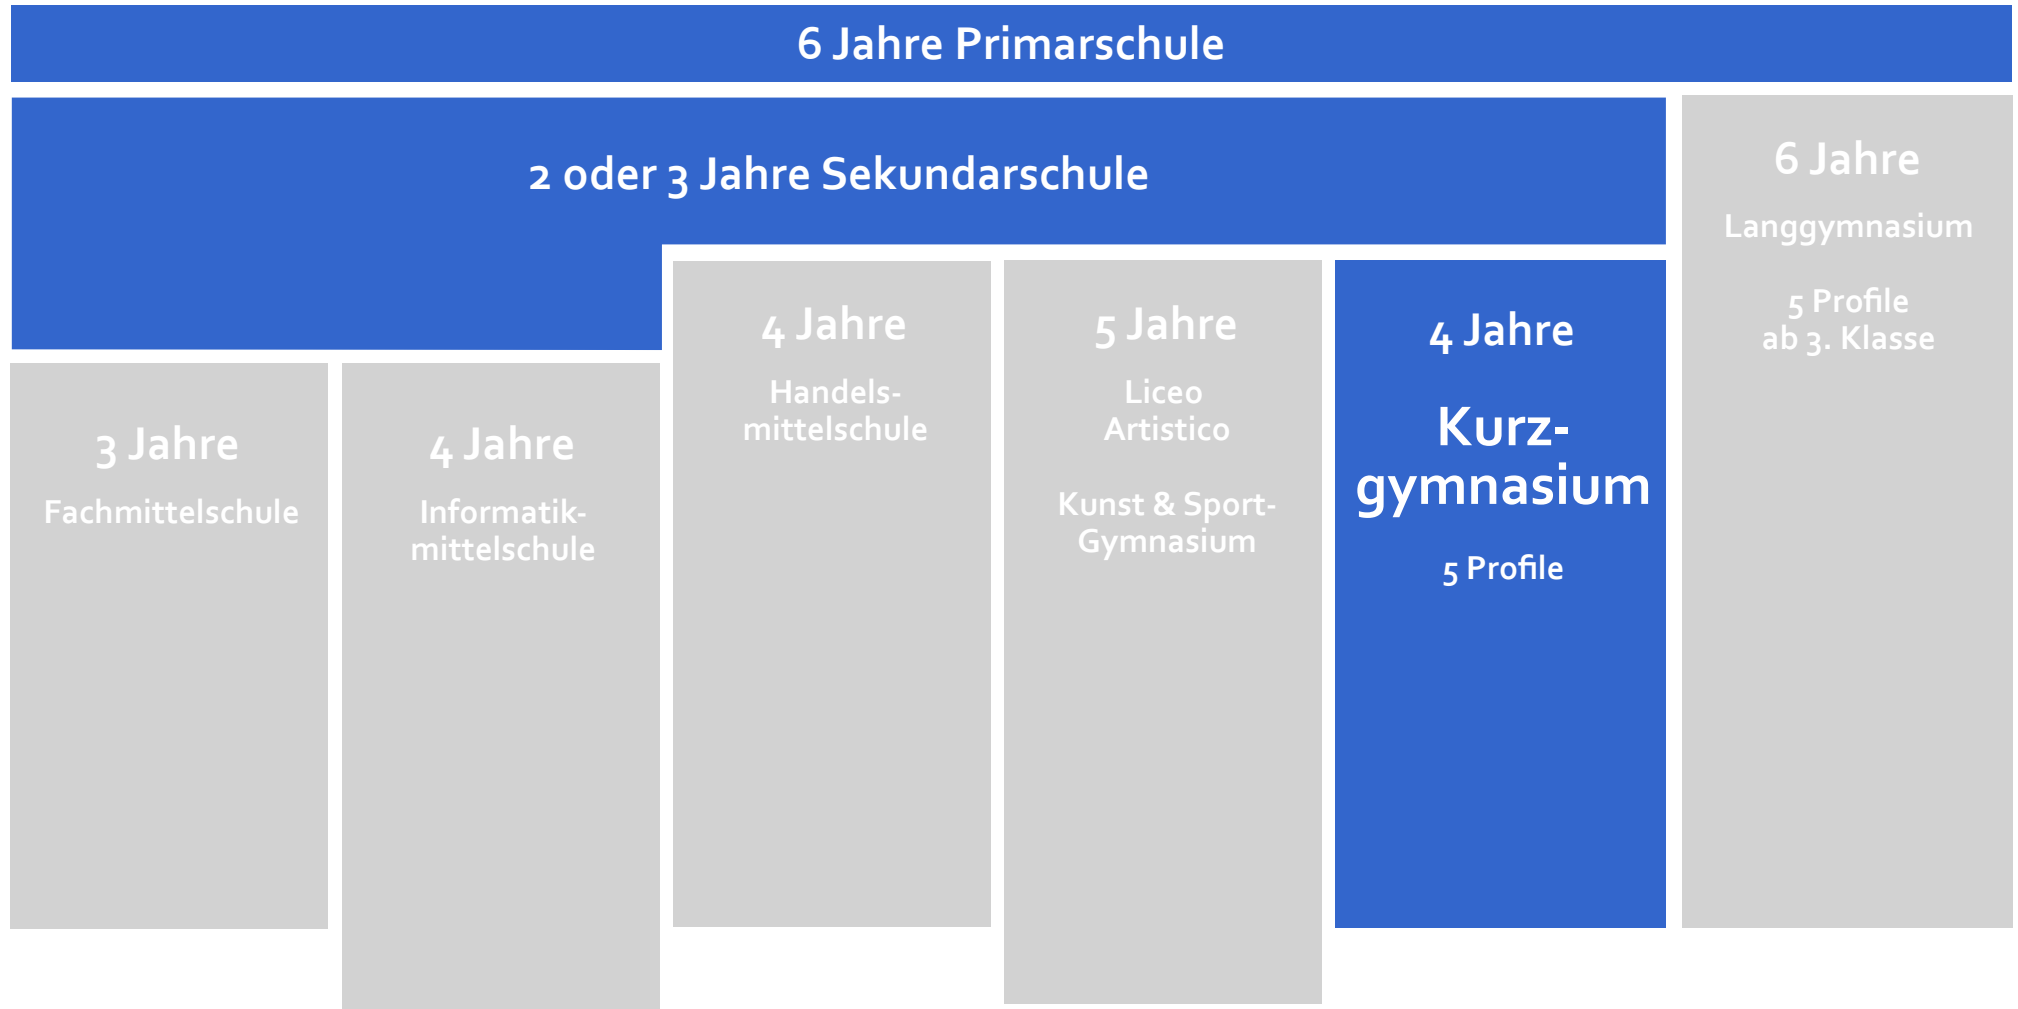 6 Jahre Primarschule
2 oder 3 Jahre Sekundarschule
3 Jahre
Fachmittelschule
4 Jahre
Informatik-
mittelschule
4 Jahre
Handels-
mittelschule
5 Jahre
Liceo
Artistico
Kunst & Sport-
Gymnasium
4 Jahre
Kurz-
gymnasium
5 Profile
6 Jahre
Langgymnasium
5 Profile
ab 3. Klasse